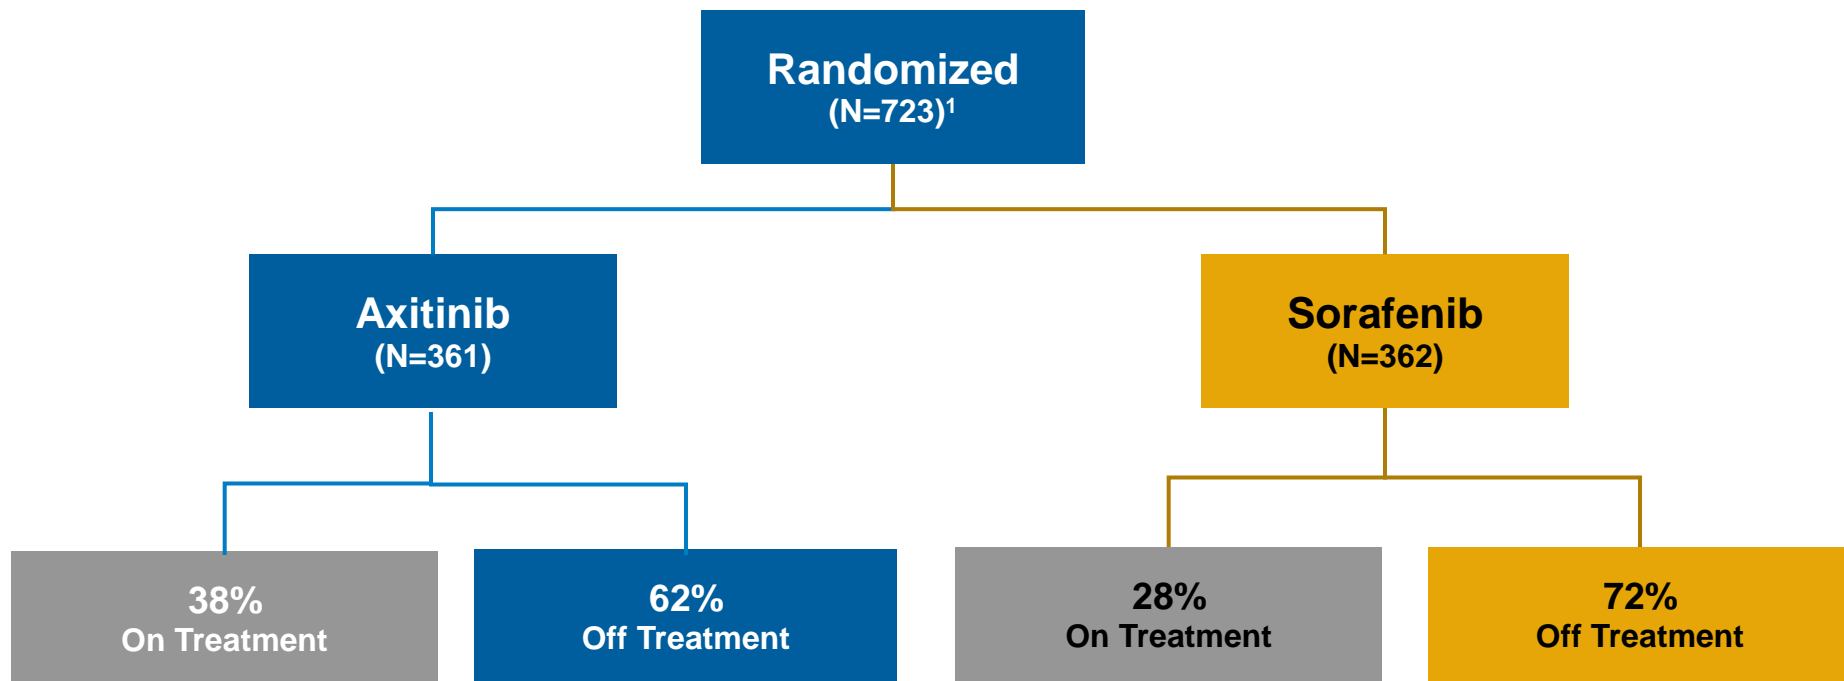 Randomized
(N=723)¹
Axitinib
(N=361)
Sorafenib
(N=362)
38%
On Treatment
62%
Off Treatment
28%
On Treatment
72%
Off Treatment